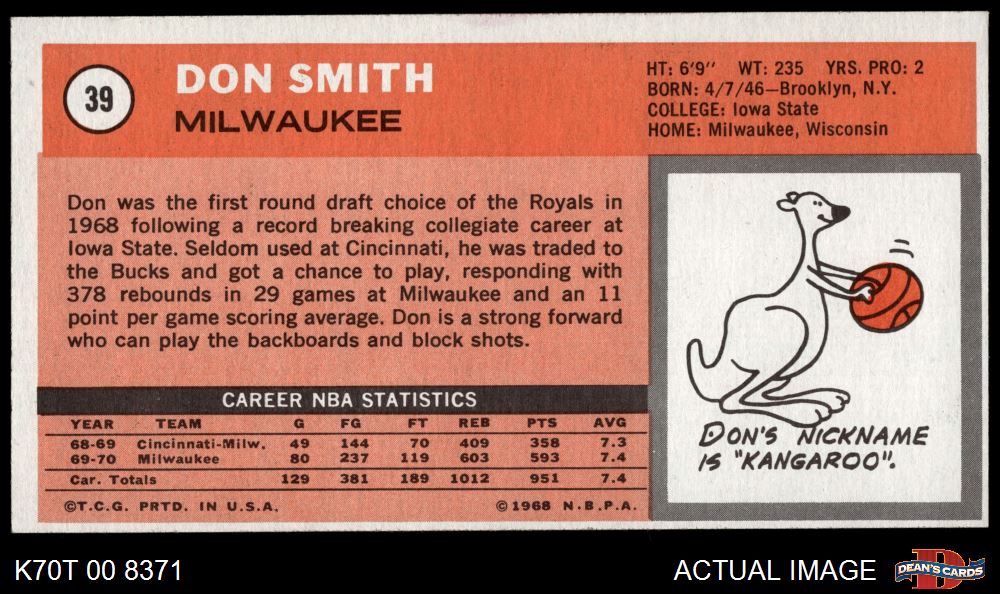 39
DON SMITH
MILWAUKEE
HT: 6'9" WT: 235 YRS. PRO: 2
BORN: 4/7/46—Brooklyn, N.Y.
COLLEGE: Iowa State
HOME: Milwaukee, Wisconsin
Don was the first round draft choice of the Royals in
1968 following a record breaking collegiate career at
Iowa State. Seldom used at Cincinnati, he was traded to
the Bucks and got a chance to play, responding with
378 rebounds in 29 games at Milwaukee and an 11
point per game scoring average. Don is a strong forward
who can play the backboards and block shots.
DON'S NICKNAME
IS "KANGAROO".
CAREER NBA STATISTICS
YEAR TEAM G FG FT REB PTS AVG
68-69 Cincinnati-Milw. 49 144 70 409 358 7.3
69-70 Milwaukee 80 237 119 603 593 7.4
Car. Totals 129 381 189 1012 951 7.4
©T.C.G. PRTD. IN U.S.A. ©1968 N.B.P.A.
K70T 00 8371
ACTUAL IMAGE
DEAN'S CARDS